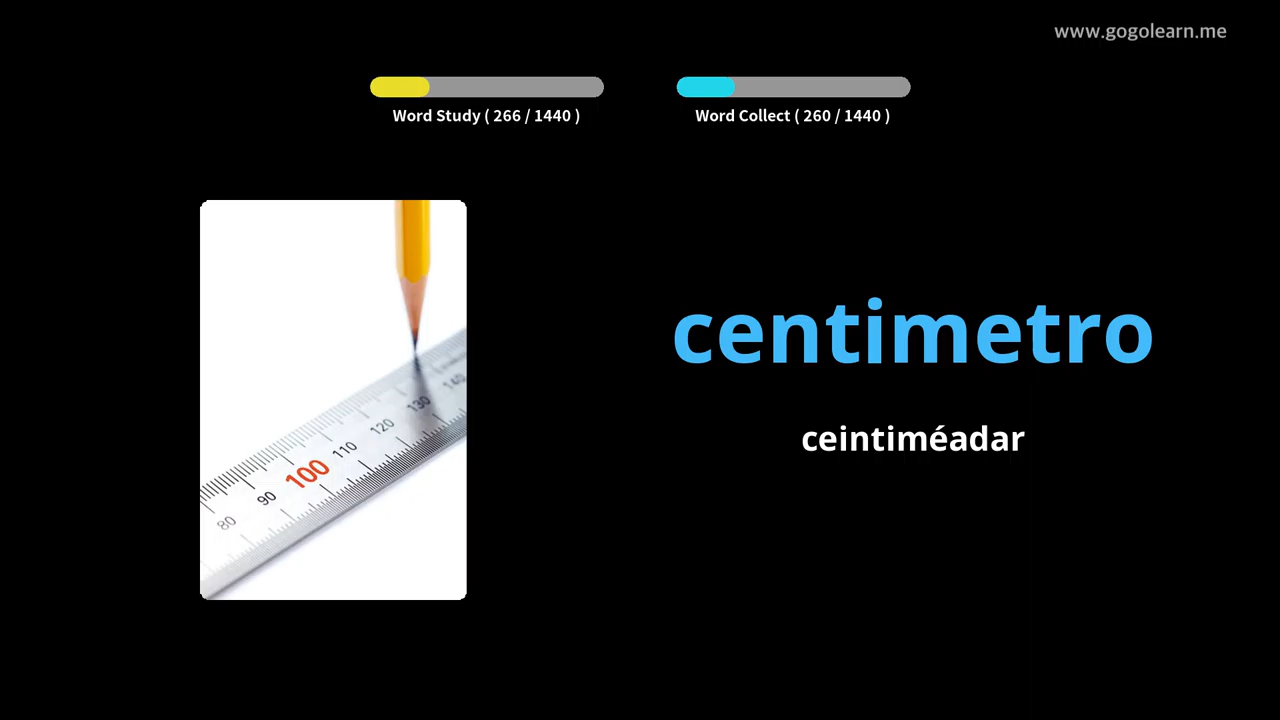 www.gogolearn.me
Word Study ( 266 / 1440 )
Word Collect ( 260 / 1440 )
centimetro
ceintiméadar
80
90
100
110
120
130
140